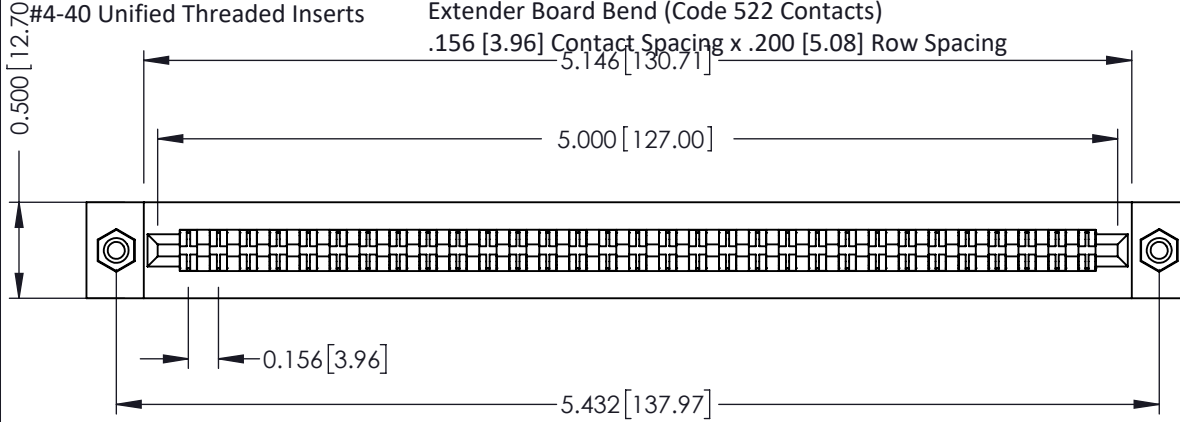 #4-40 Unified Threaded Inserts
Extender Board Bend (Code 522 Contacts)
.156 [3.96] Contact Spacing x .200 [5.08] Row Spacing
0.500 [12.70
5.146[130.71]
5.000[127.00]
0.156[3.96]
5.432[137.97]